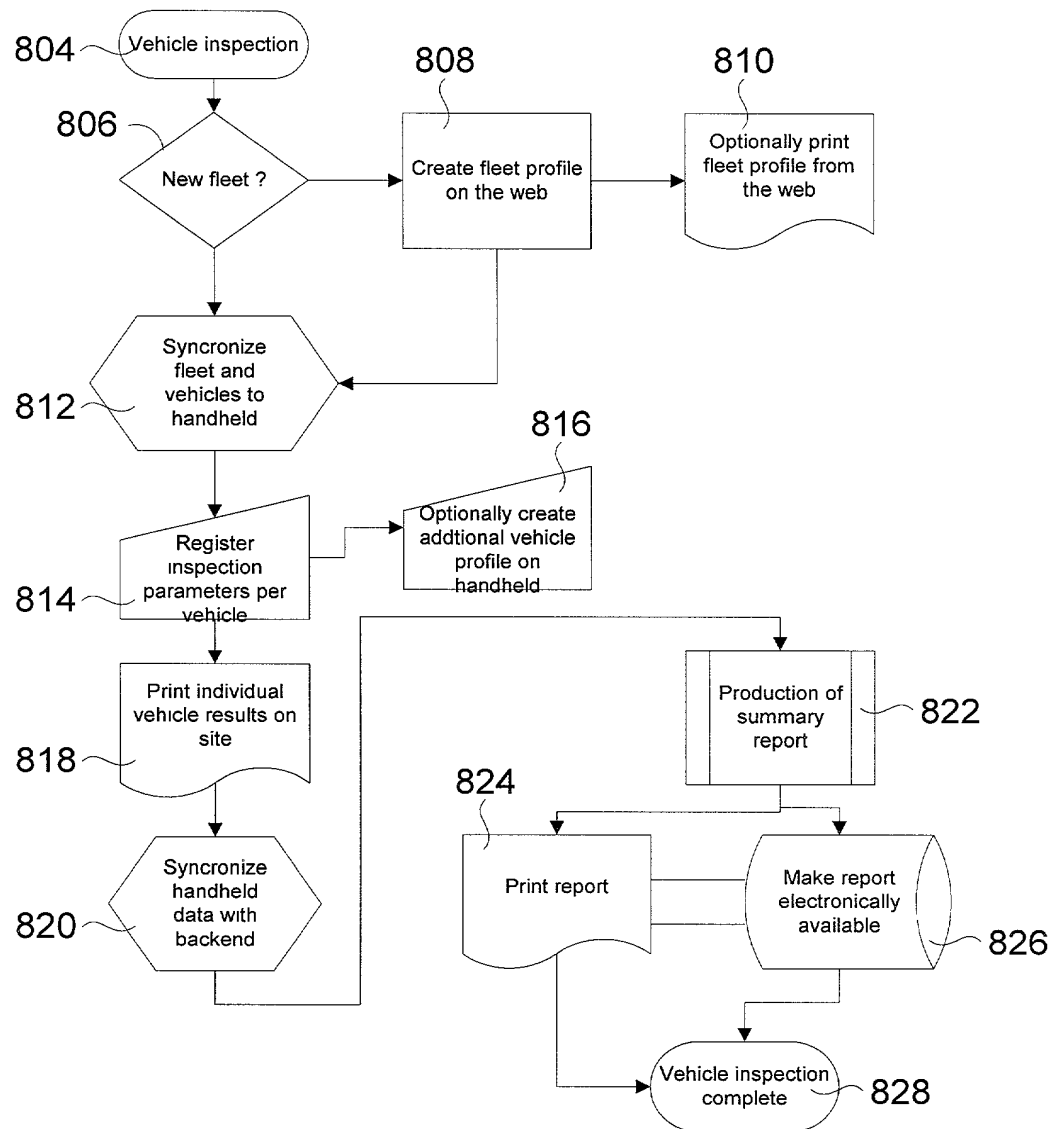 804
Vehicle inspection
806
New fleet ?
808
Create fleet profile
on the web
810
Optionally print
fleet profile from
the web
812
Syncronize
fleet and
vehicles to
handheld
814
Register
inspection
parameters per
vehicle
816
Optionally create
addtional vehicle
profile on
handheld
818
Print individual
vehicle results on
site
820
Syncronize
handheld
data with
backend
Production of
summary
report
822
824
Print report
Make report
electronically
available
826
Vehicle inspection
complete
828